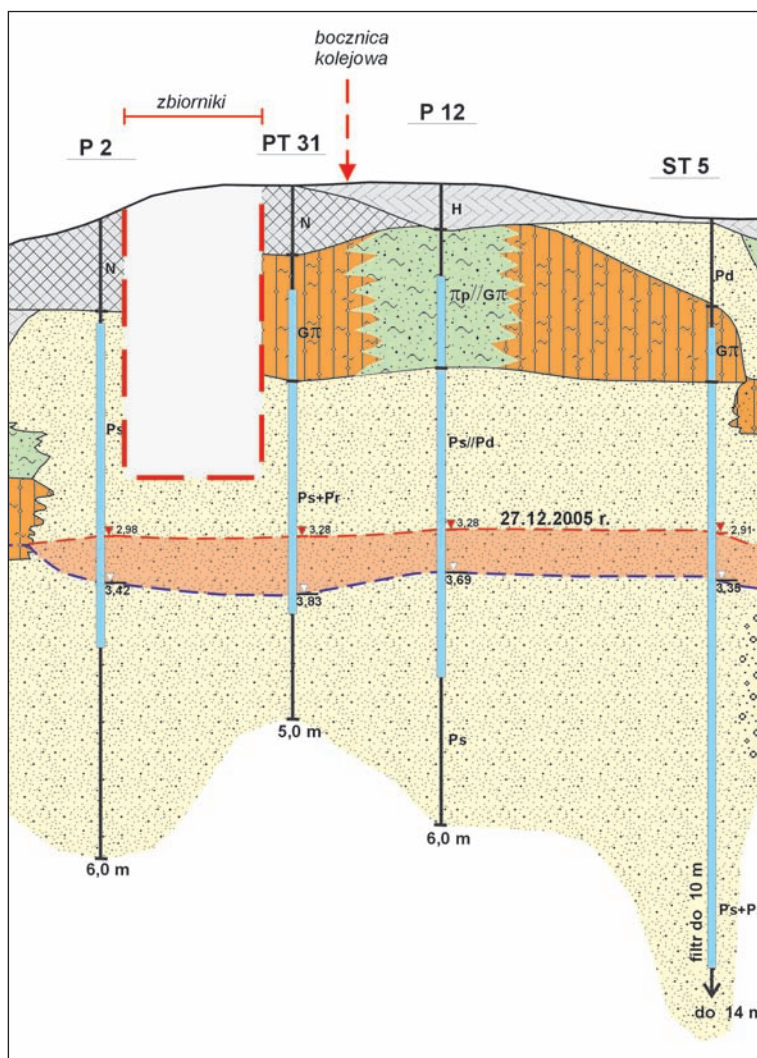 bocznica
kolejowa
zbiorniki
P 2
PT 31
P 12
ST 5
N
N
H
Pd
πp//Gπ
Gπ
Gπ
Ps
Ps//Pd
Ps+Pr
27.12.2005 r.
2,98
3,28
3,28
2,91
3,42
3,83
3,69
3,35
Ps
5,0 m
6,0 m
6,0 m
filtr do 10 m
Ps+P
do 14 m